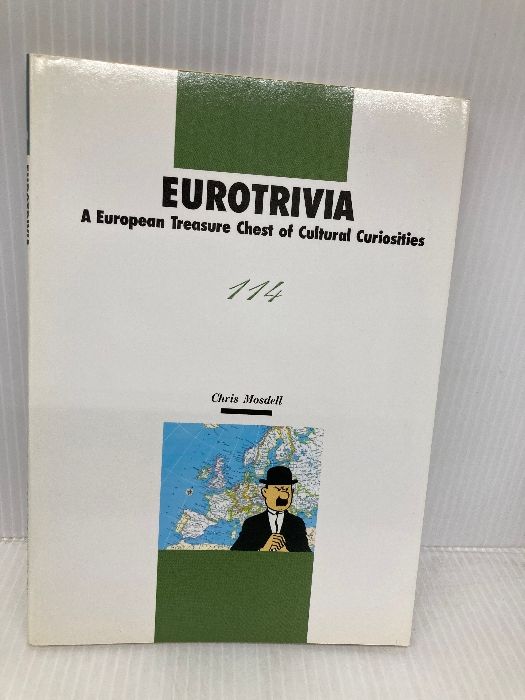 EUROTRIVIA
A European Treasure Chest of Cultural Curiosities
114
Chris Mosdell